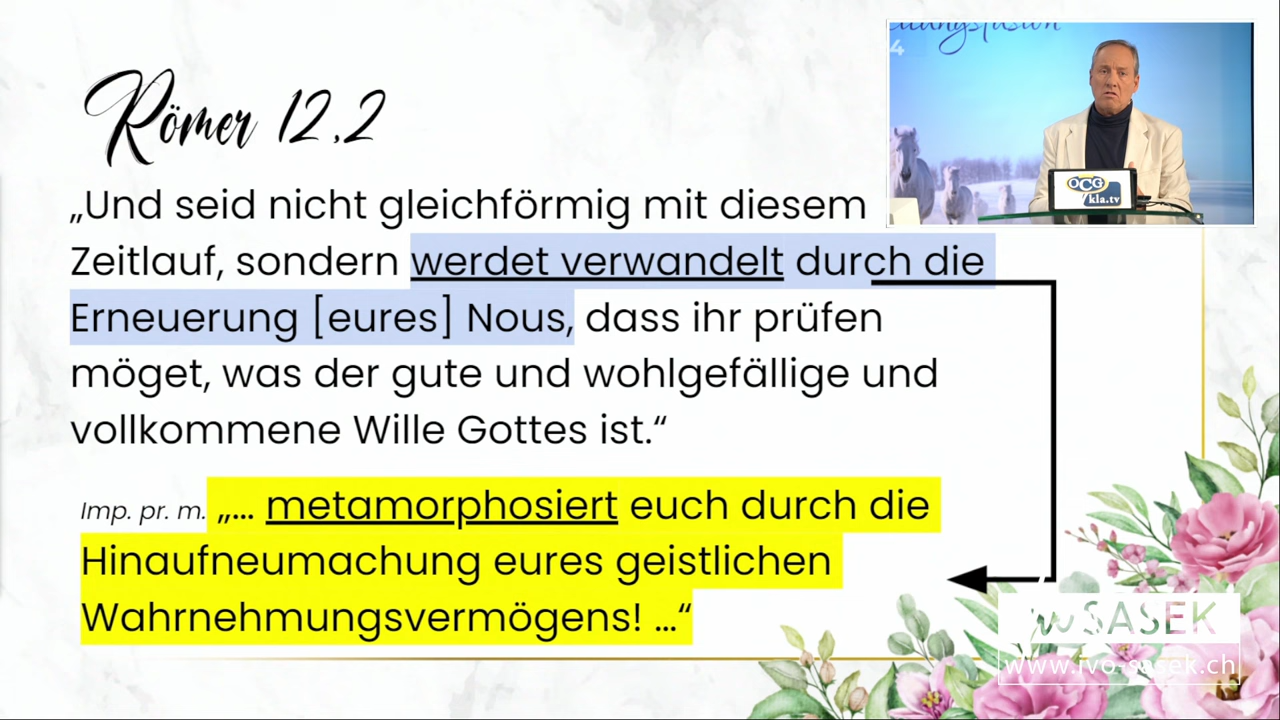 Römer 12,2
„Und seid nicht gleichförmig mit diesem
Zeitlauf, sondern werdet verwandelt durch die
Erneuerung [eures] Nous, dass ihr prüfen
möget, was der gute und wohlgefällige und
vollkommene Wille Gottes ist.“
Imp. pr. m. „... metamorphosiert euch durch die
Hinaufneumachung eures geistlichen
Wahrnehmungsvermögens! ...“
4
OCG
kla.tv
ivo SASEK
www.ivo-sasek.ch